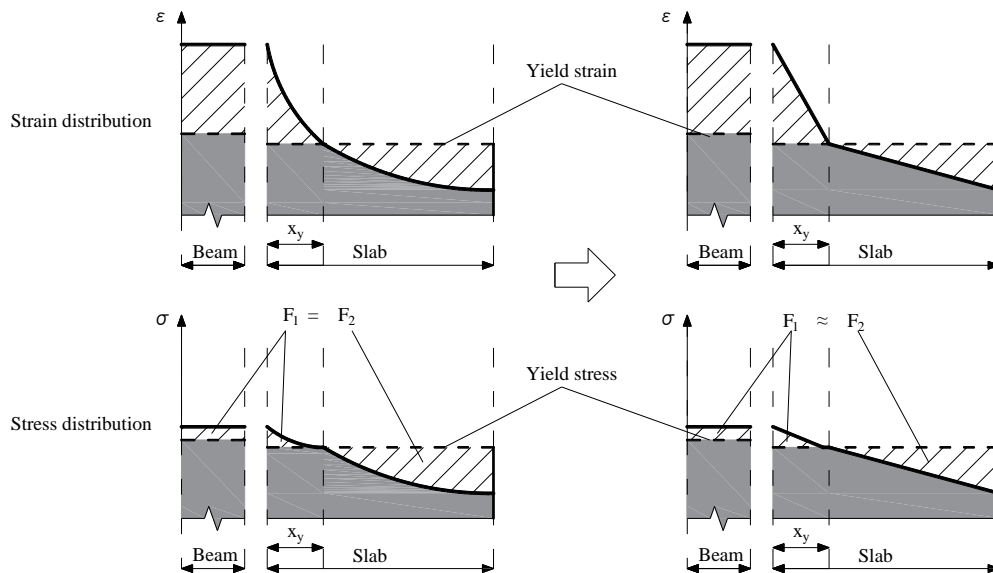 ε
ε
Yield strain
Strain distribution
x_y
x_y
Beam
Slab
Beam
Slab
σ
F₁ = F₂
σ
F₁ ≈ F₂
Yield stress
Stress distribution
x_y
x_y
Beam
Slab
Beam
Slab